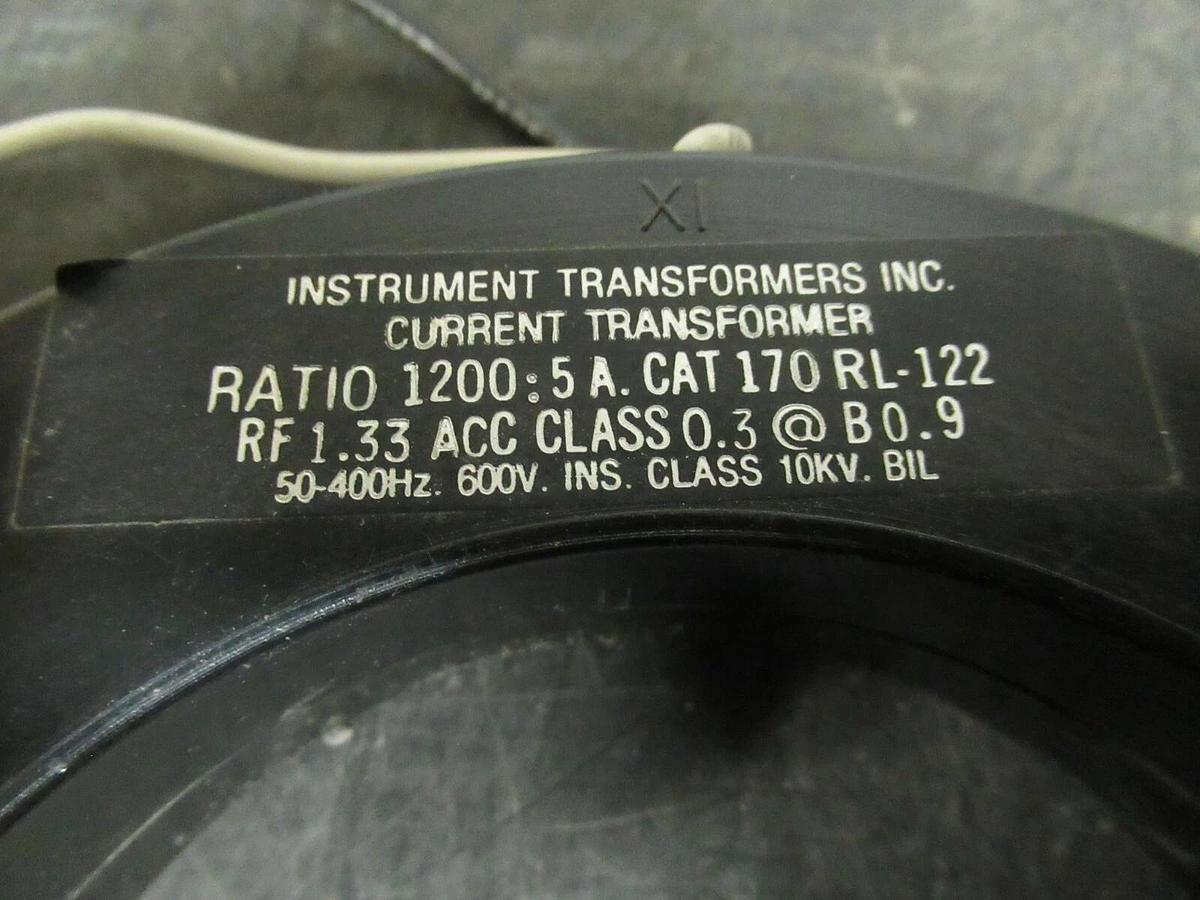 X1
INSTRUMENT TRANSFORMERS INC.
CURRENT TRANSFORMER
RATIO 1200:5 A. CAT 170 RL-122
RF 1.33 ACC CLASS 0.3 @ B0.9
50-400Hz. 600V. INS. CLASS 10KV. BIL